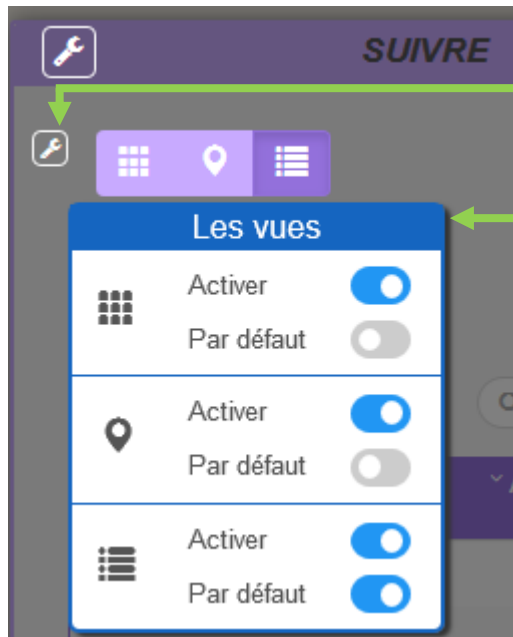 SUIVRE
Les vues
Activer
Par défaut
Activer
Par défaut
Activer
Par défaut